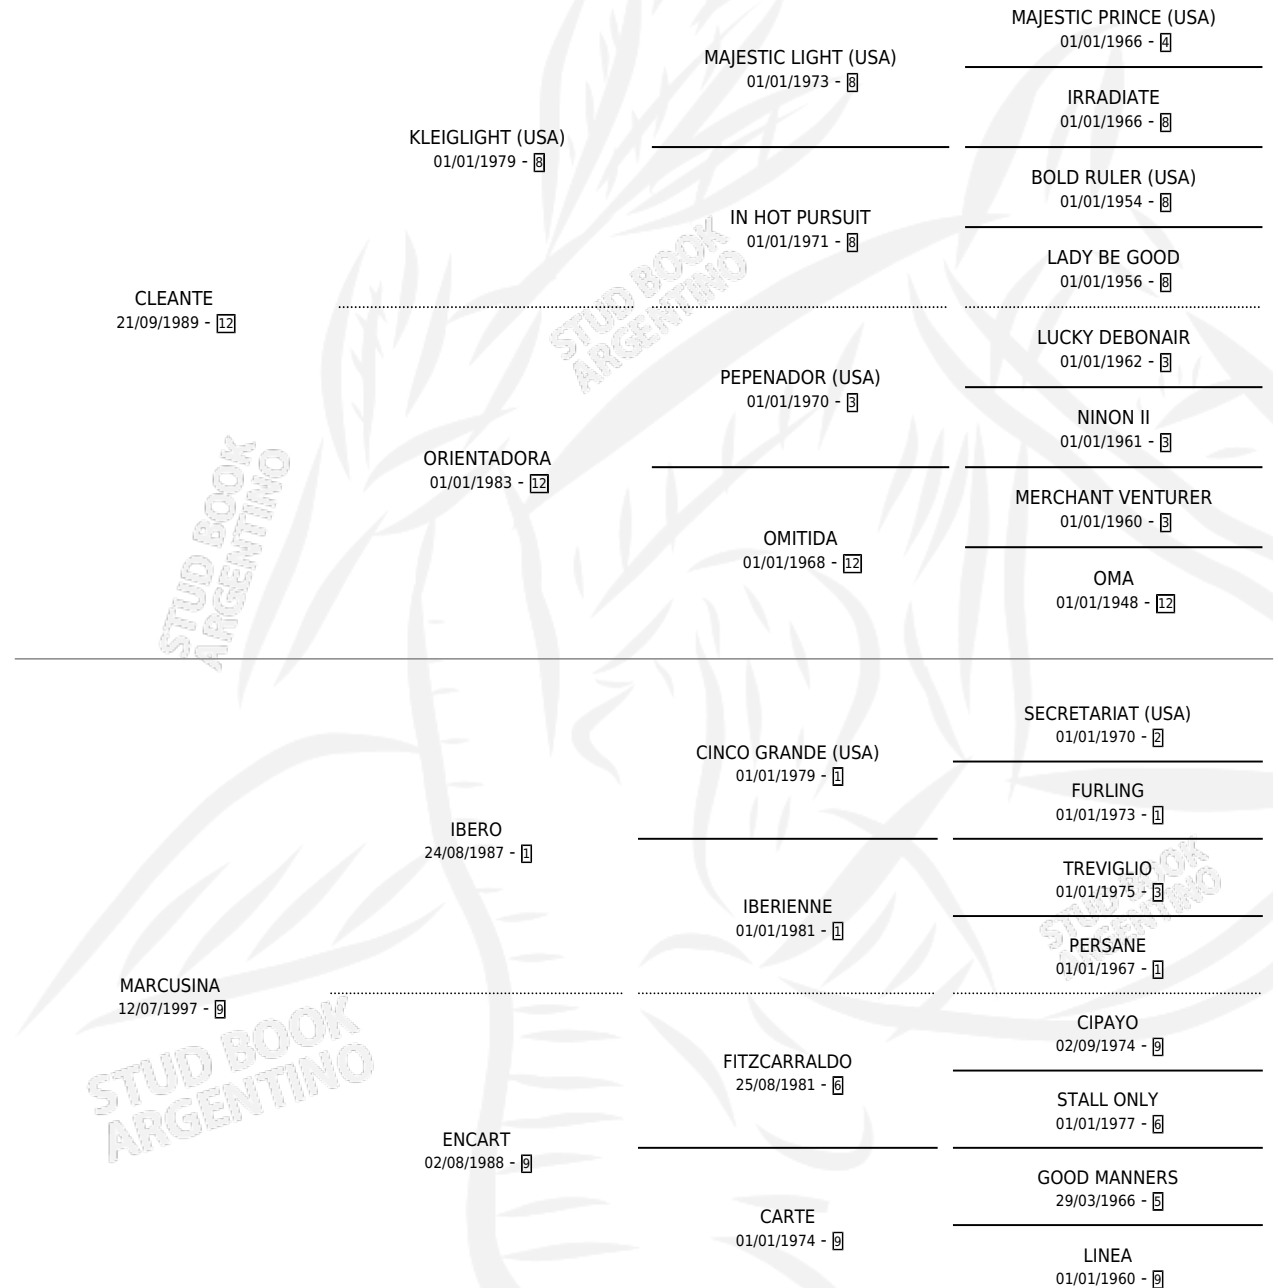 MAJESTIC PRINCE (USA)
01/01/1966 - 4
MAJESTIC LIGHT (USA)
01/01/1973 - 8
IRRADIATE
01/01/1966 - 8
KLEIGLIGHT (USA)
01/01/1979 - 8
BOLD RULER (USA)
01/01/1954 - 8
IN HOT PURSUIT
01/01/1971 - 8
LADY BE GOOD
01/01/1956 - 8
CLEANTE
21/09/1989 - 12
STUD BOOK
ARGENTINO
LUCKY DEBONAIR
01/01/1962 - 3
PEPENADOR (USA)
01/01/1970 - 3
NINON II
01/01/1961 - 3
ORIENTADORA
01/01/1983 - 12
MERCHANT VENTURER
01/01/1960 - 3
OMITIDA
01/01/1968 - 12
OMA
01/01/1948 - 12
STUD BOOK
ARGENTINO
SECRETARIAT (USA)
01/01/1970 - 2
CINCO GRANDE (USA)
01/01/1979 - 1
FURLING
01/01/1973 - 1
IBERO
24/08/1987 - 1
TREVIGLIO
01/01/1975 - 3
IBERIENNE
01/01/1981 - 1
PERSANE
01/01/1967 - 1
STUD BOOK
ARGENTINO
MARCUSINA
12/07/1997 - 9
CIPAYO
02/09/1974 - 9
FITZCARRALDO
25/08/1981 - 6
STALL ONLY
01/01/1977 - 6
STUD BOOK
ARGENTINO
ENCART
02/08/1988 - 9
GOOD MANNERS
29/03/1966 - 5
CARTE
01/01/1974 - 9
LINEA
01/01/1960 - 9